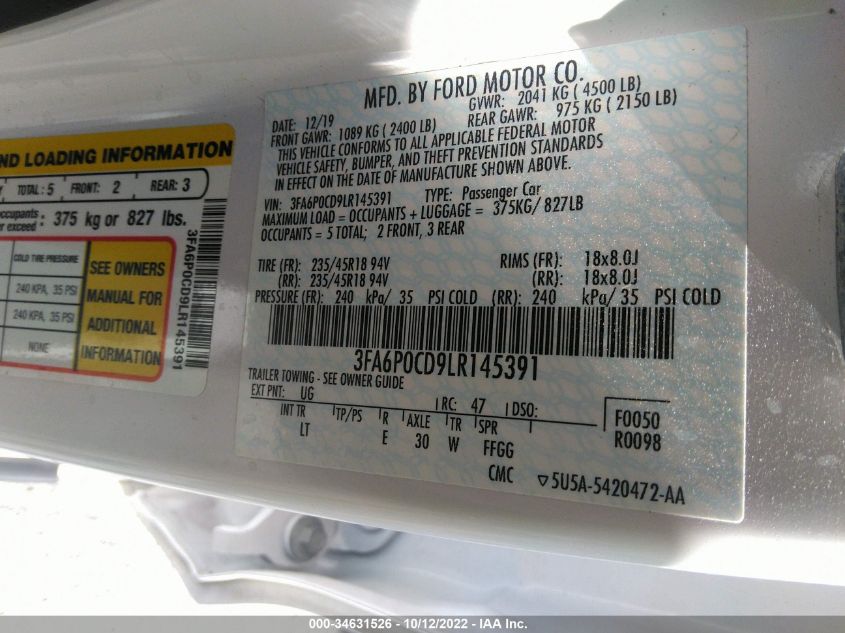 MFD. BY FORD MOTOR CO.
DATE: 12/19 GVWR: 2041 KG ( 4500 LB)
FRONT GAWR: 1089 KG ( 2400 LB) REAR GAWR: 975 KG ( 2150 LB)
THIS VEHICLE CONFORMS TO ALL APPLICABLE FEDERAL MOTOR
VEHICLE SAFETY, BUMPER, AND THEFT PREVENTION STANDARDS
IN EFFECT ON THE DATE OF MANUFACTURE SHOWN ABOVE.
VIN: 3FA6P0CD9LR145391 TYPE: Passenger Car
MAXIMUM LOAD = OCCUPANTS + LUGGAGE = 375KG/ 827LB
OCCUPANTS = 5 TOTAL; 2 FRONT, 3 REAR
TIRE (FR): 235/45R18 94V RIMS (FR): 18x8.0J
(RR): 235/45R18 94V (RR): 18x8.0J
PRESSURE (FR): 240 kPa/ 35 PSI COLD (RR): 240 kPa/ 35 PSI COLD
3FA6P0CD9LR145391
TRAILER TOWING - SEE OWNER GUIDE
EXT PNT: UG RC: 47 DSO:
INT TR TP/PS R AXLE TR SPR
LT E 30 W FFGG
F0050
R0098
CMC ▽5U5A-5420472-AA
ND LOADING INFORMATION
TOTAL: 5 FRONT: 2 REAR: 3
375 kg or 827 lbs.
COLD TIRE PRESSURE
240 KPA, 35 PSI
240 KPA, 35 PSI
NONE
SEE OWNERS
MANUAL FOR
ADDITIONAL
INFORMATION
3FA6P0CD9LR145391
000-34631526 - 10/12/2022 - IAA Inc.